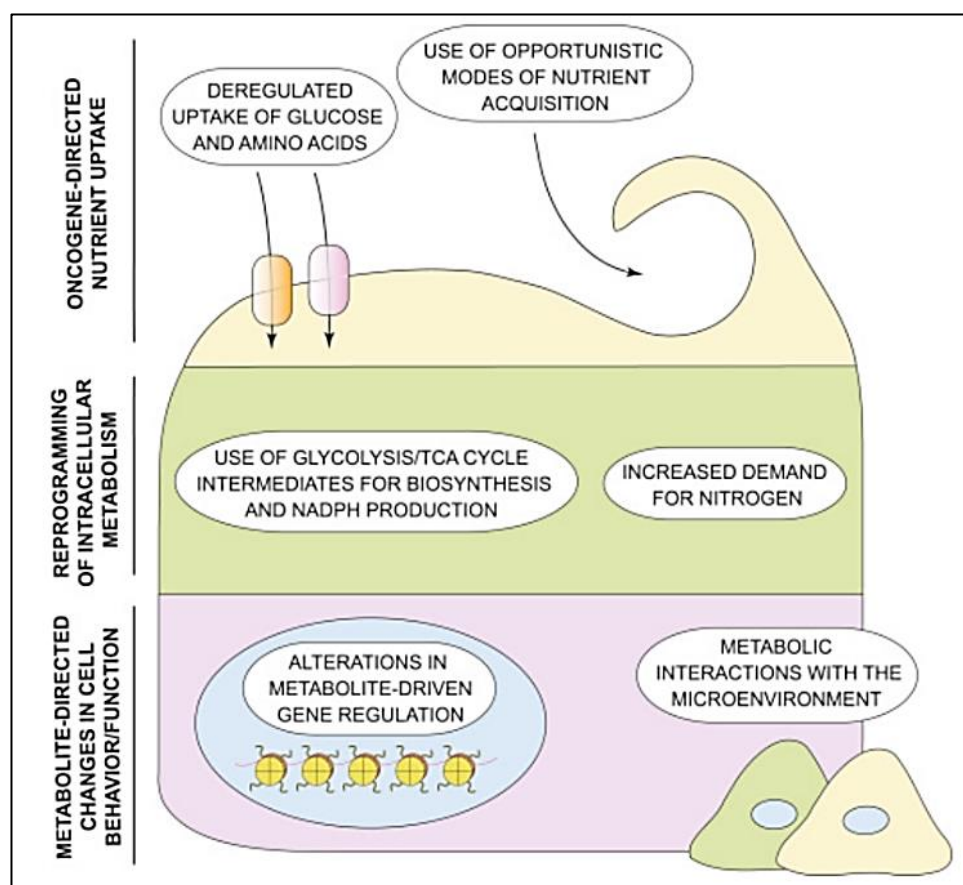 ONCOGENE-DIRECTED
NUTRIENT UPTAKE
DEREGULATED
UPTAKE OF GLUCOSE
AND AMINO ACIDS
USE OF OPPORTUNISTIC
MODES OF NUTRIENT
ACQUISITION
REPROGRAMMING
OF INTRACELLULAR
METABOLISM
USE OF GLYCOLYSIS/TCA CYCLE
INTERMEDIATES FOR BIOSYNTHESIS
AND NADPH PRODUCTION
INCREASED DEMAND
FOR NITROGEN
METABOLITE-DIRECTED
CHANGES IN CELL
BEHAVIOR/FUNCTION
ALTERATIONS IN
METABOLITE-DRIVEN
GENE REGULATION
METABOLIC
INTERACTIONS WITH THE
MICROENVIRONMENT